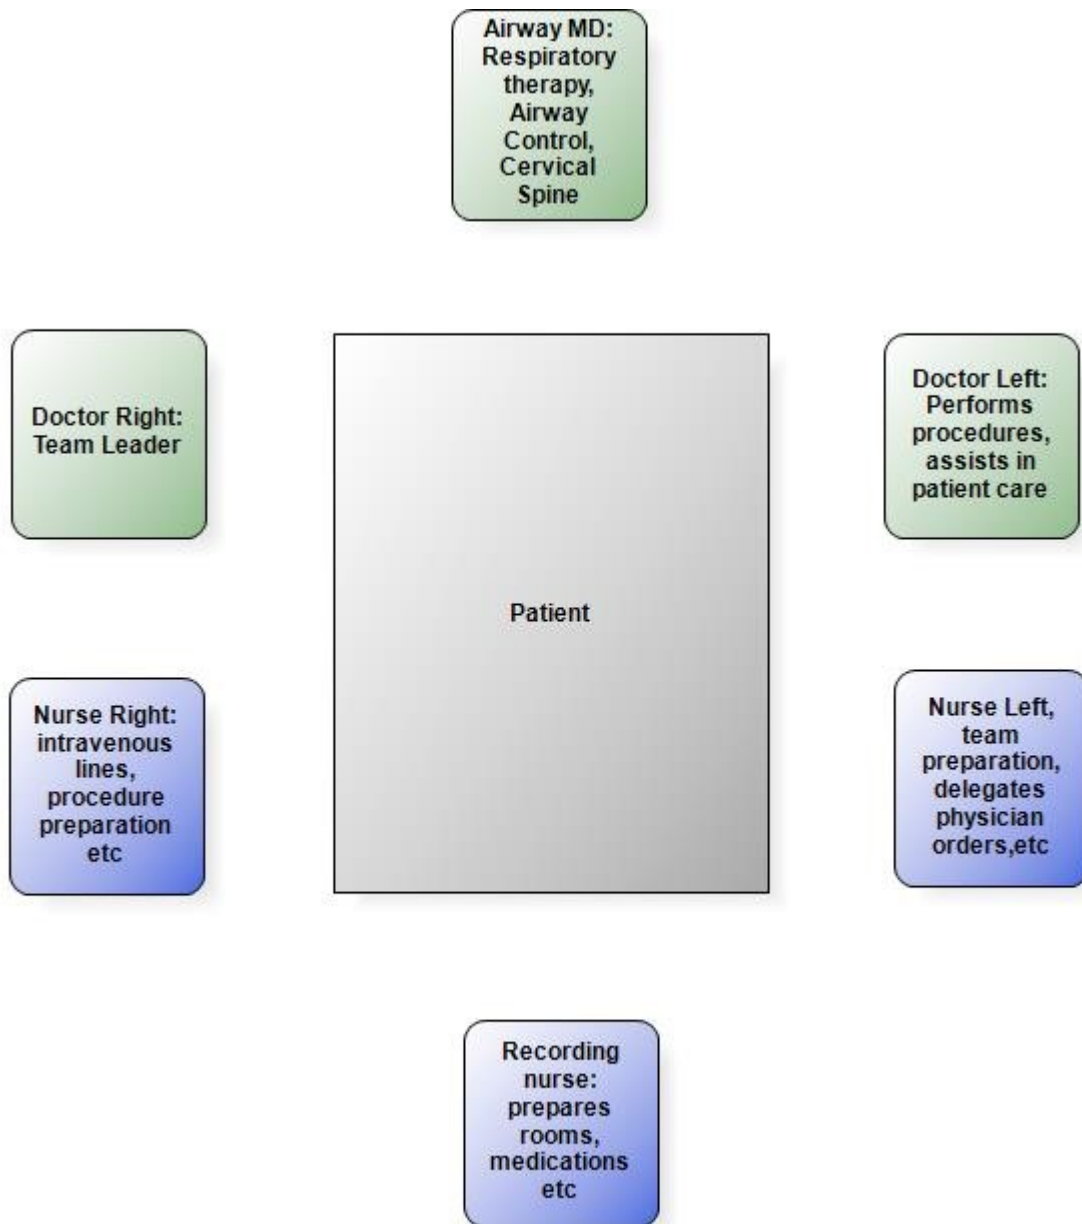 Airway MD:
Respiratory
therapy,
Airway
Control,
Cervical
Spine
Doctor Right:
Team Leader
Doctor Left:
Performs
procedures,
assists in
patient care
Patient
Nurse Right:
intravenous
lines,
procedure
preparation
etc
Nurse Left,
team
preparation,
delegates
physician
orders,etc
Recording
nurse:
prepares
rooms,
medications
etc